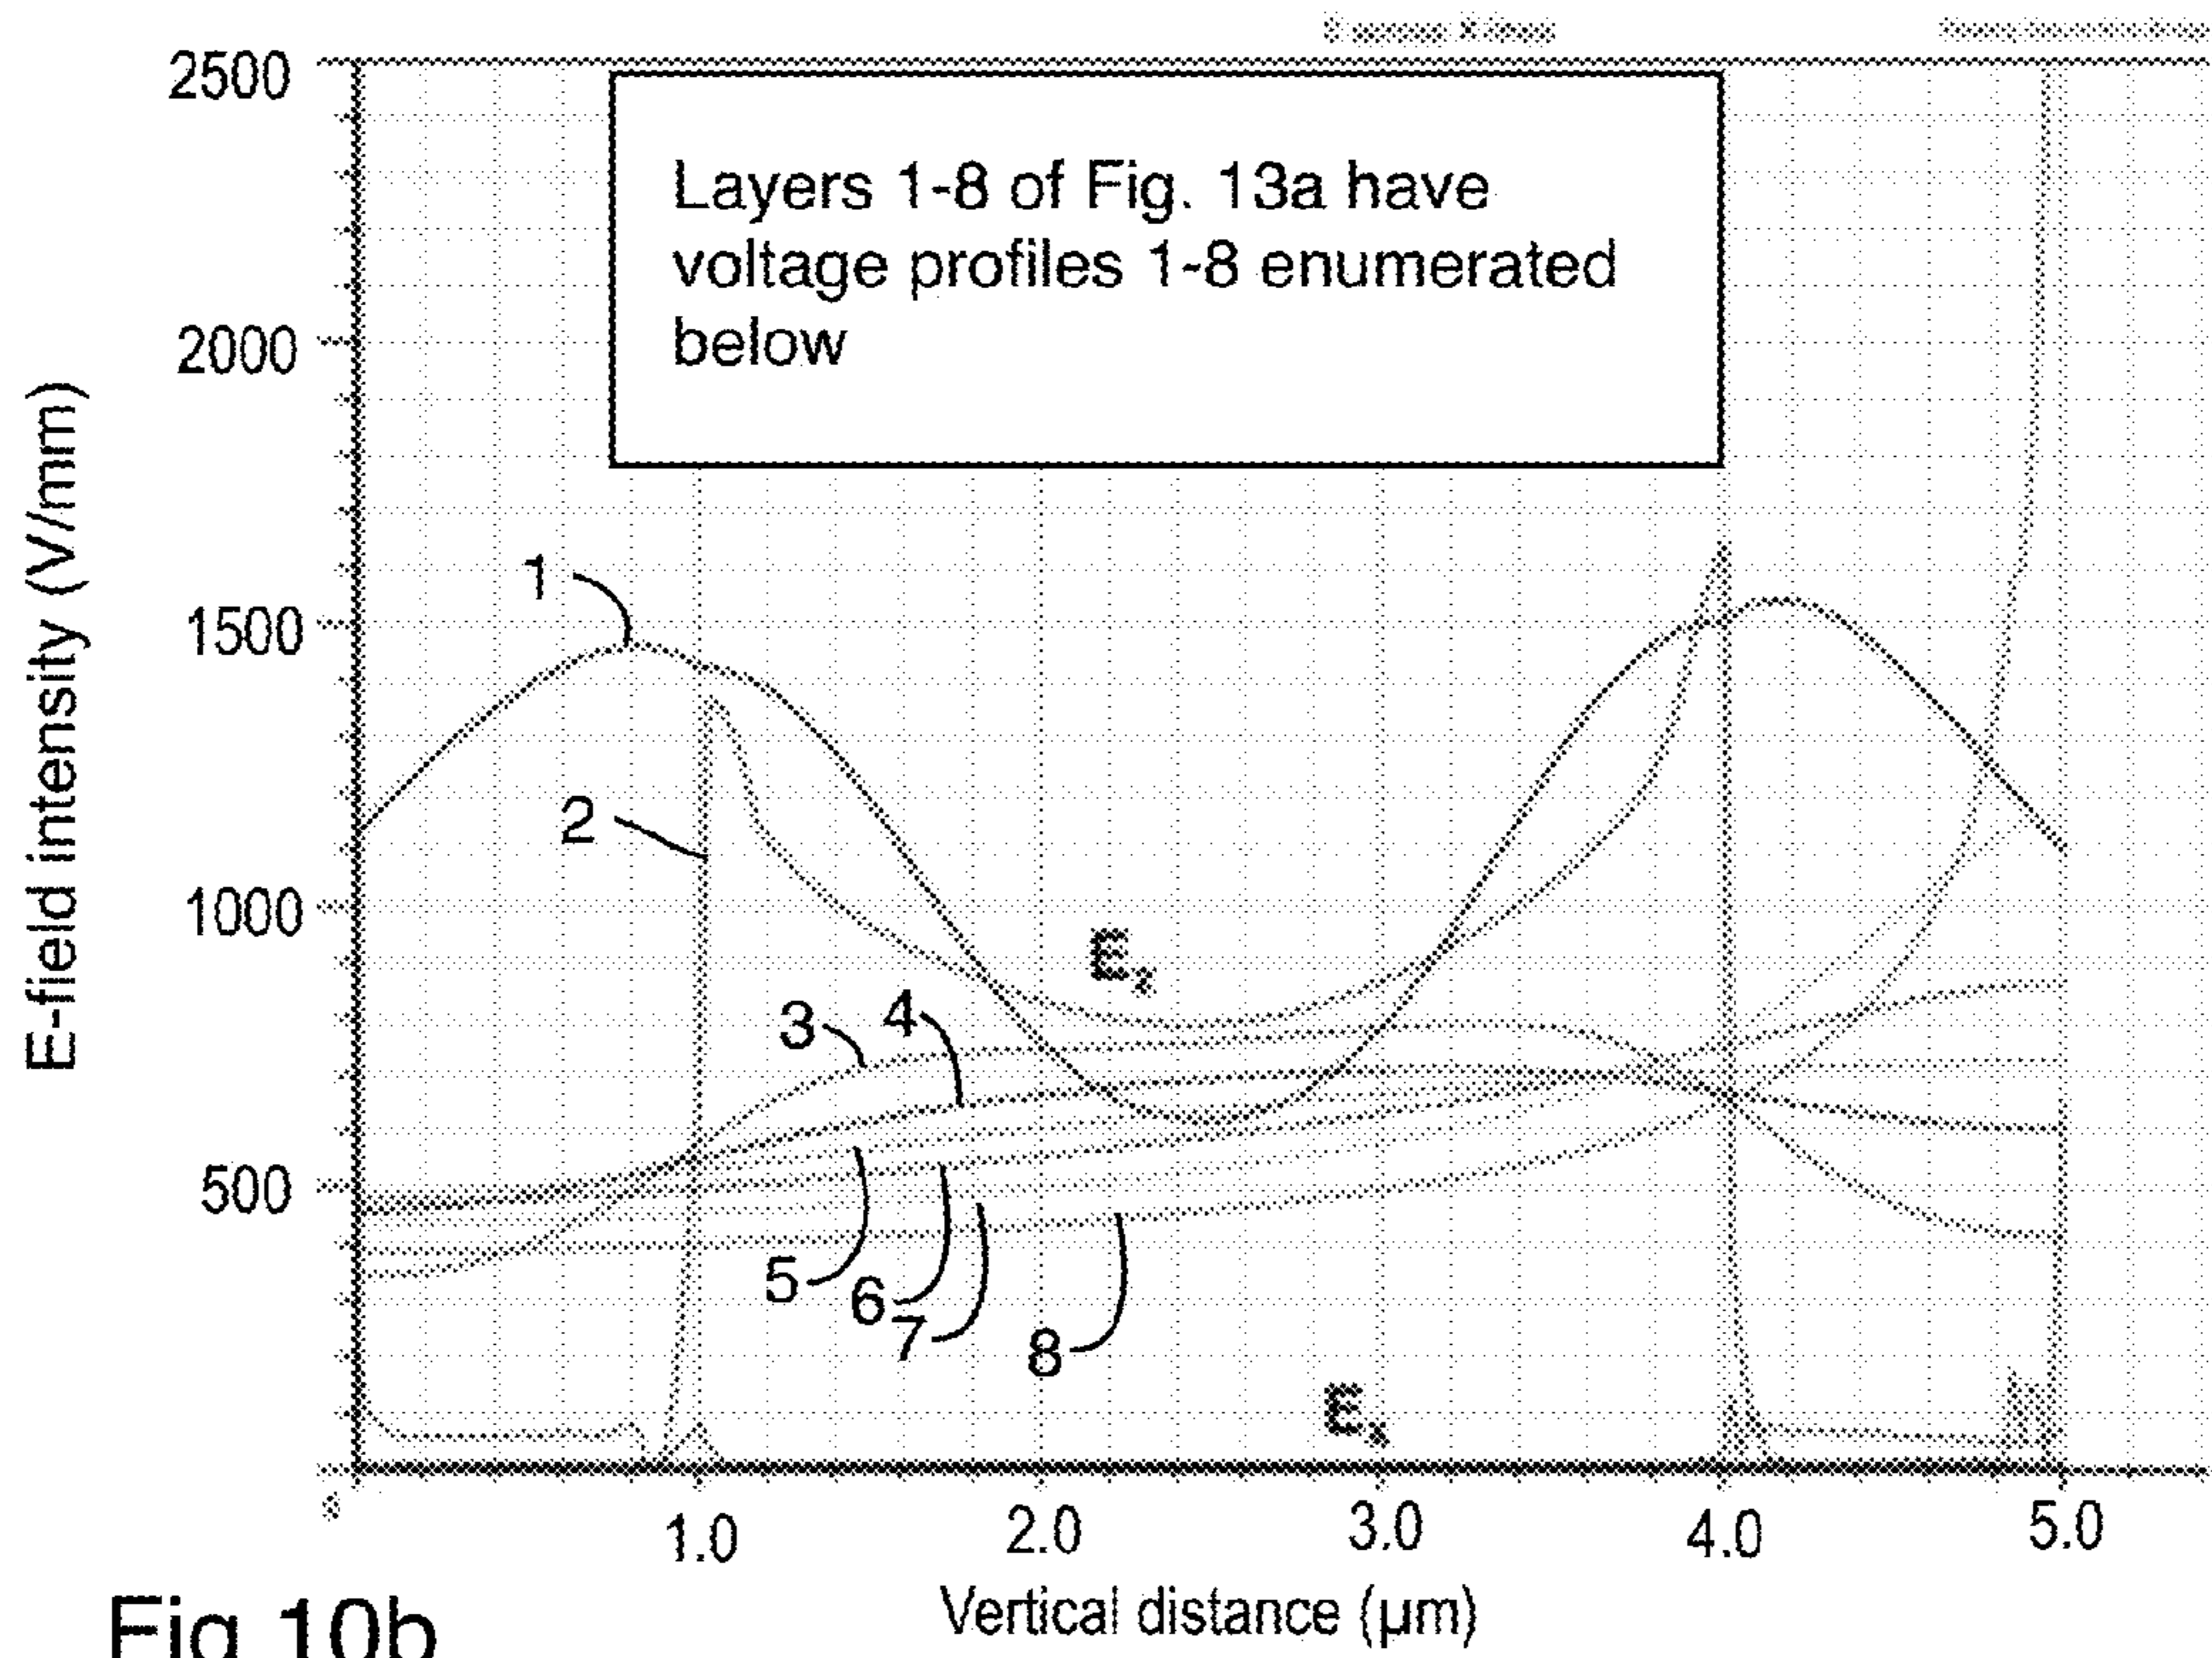 2500
Layers 1-8 of Fig. 13a have
voltage profiles 1-8 enumerated
below
2000
E-field intensity (V/mm)
1
1500
2
1000
E
3
4
500
5
6
7
8
E
1.0
2.0
3.0
4.0
5.0
Vertical distance (µm)
Fig 10b